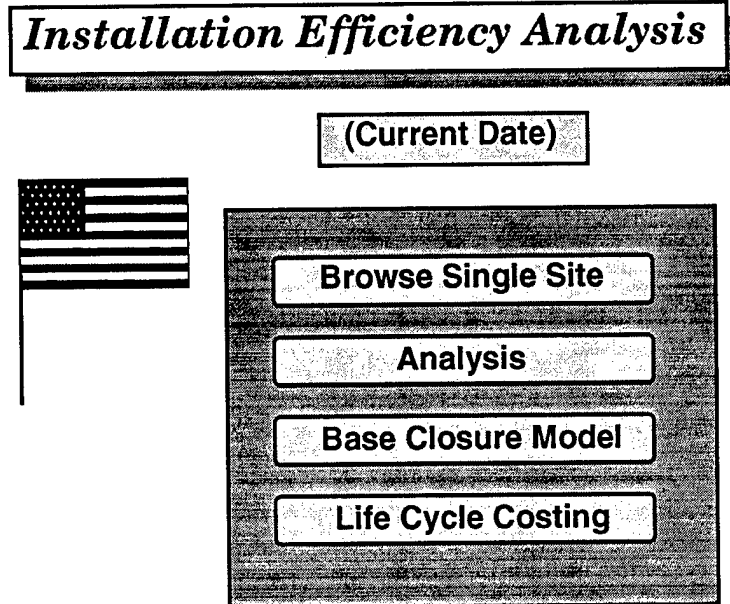 Installation Efficiency Analysis
(Current Date)
Browse Single Site
Analysis
Base Closure Model
Life Cycle Costing